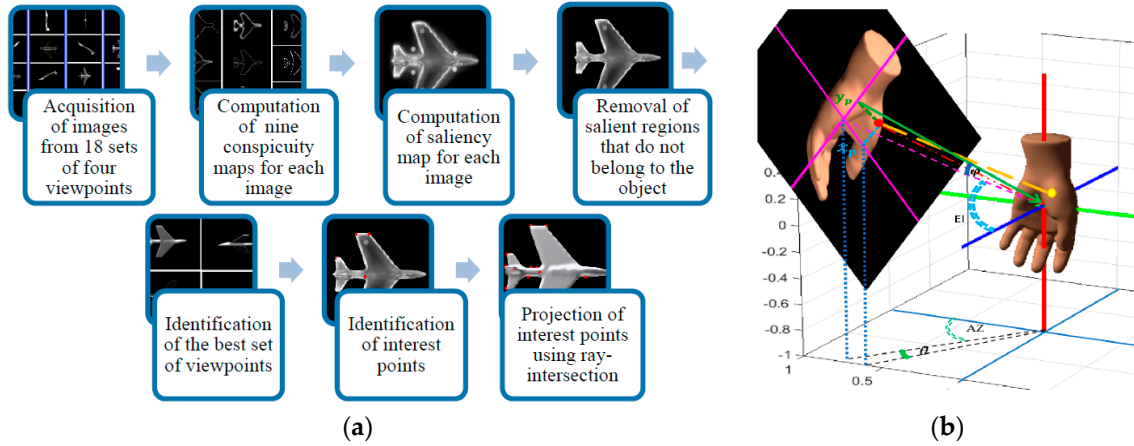 Acquisition
of images
from 18 sets
of four
viewpoints
Computation
of nine
conspicuity
maps for each
image
Computation
of saliency
map for each
image
Removal of
salient regions
that do not
belong to the
object
Identification
of the best set
of viewpoints
Identification
of interest
points
Projection of
interest points
using ray-
intersection
(a)
yₚ
xₚ
φ
El
0.4
0.2
0
-0.2
-0.4
-0.6
-0.8
-1
1
0.5
AZ
(b)